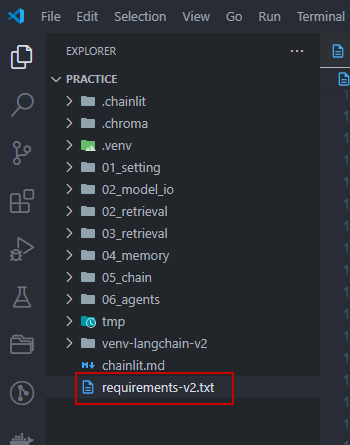 File Edit Selection View Go Run Terminal
EXPLORER
PRACTICE
.chainlit
.chroma
.venv
01_setting
02_model_io
02_retrieval
03_retrieval
04_memory
05_chain
06_agents
tmp
venv-langchain-v2
chainlit.md
requirements-v2.txt